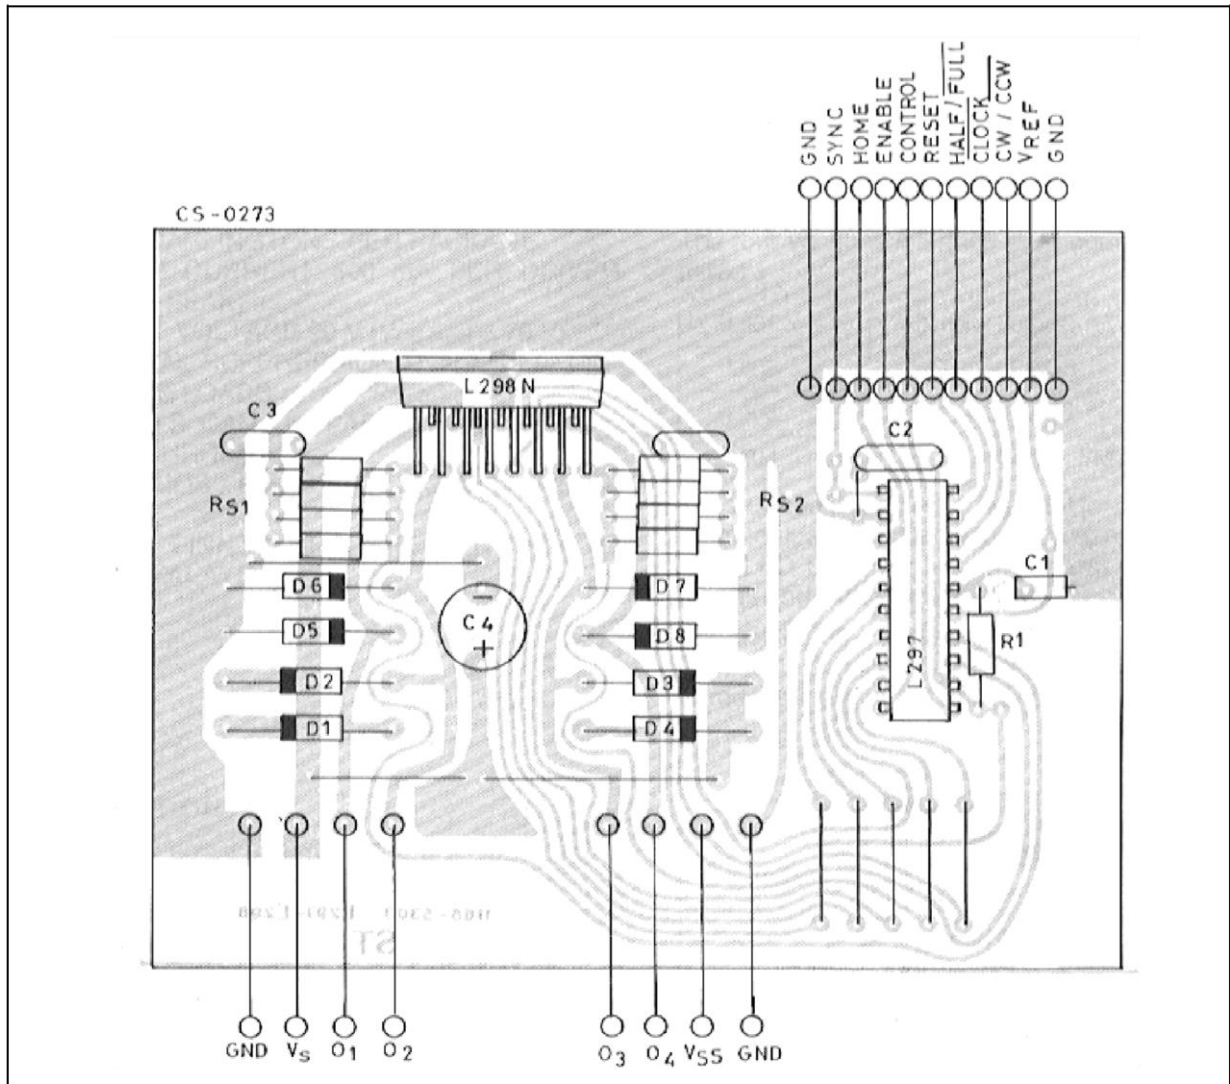 GND
SYNC
HOME
ENABLE
CONTROL
RESET
HALF/FULL
CLOCK
CW / CCW
VREF
GND
CS-0273
L298N
C3
C2
RS1
RS2
D6
D7
C1
D5
C4
D8
R1
L297
D2
D3
D1
D4
-
+
ST
GND VS O1 O2 O3 O4 VSS GND